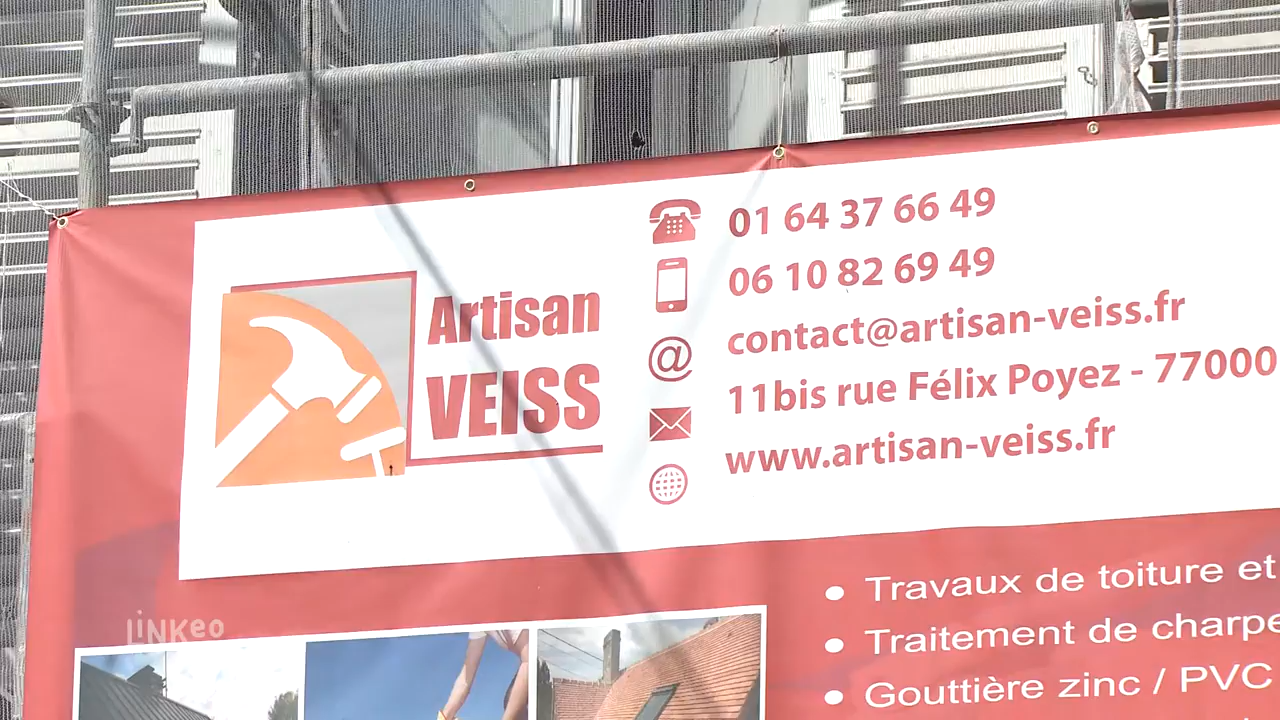 Artisan
VEISS
01 64 37 66 49
06 10 82 69 49
contact@artisan-veiss.fr
11bis rue Félix Poyez - 77000
www.artisan-veiss.fr
Travaux de toiture et
Traitement de charpe
Gouttière zinc / PVC
LiNKeo